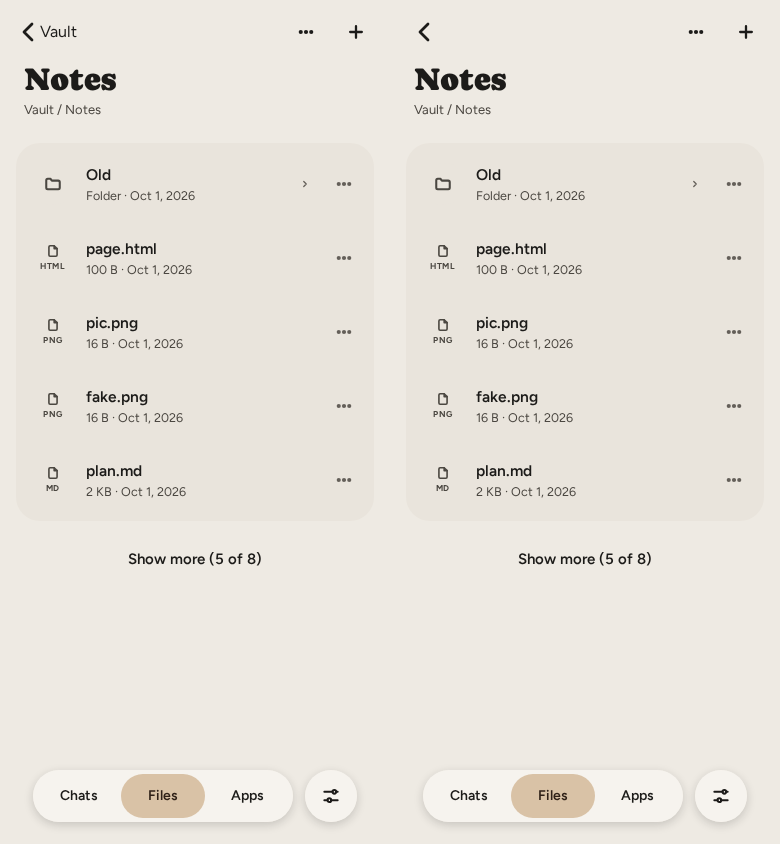 Vault
Notes
Vault / Notes
Old
Folder · Oct 1, 2026
page.html
HTML
100 B · Oct 1, 2026
pic.png
PNG
16 B · Oct 1, 2026
fake.png
PNG
16 B · Oct 1, 2026
plan.md
MD
2 KB · Oct 1, 2026
Show more (5 of 8)
Chats
Files
Apps
Notes
Vault / Notes
Old
Folder · Oct 1, 2026
page.html
HTML
100 B · Oct 1, 2026
pic.png
PNG
16 B · Oct 1, 2026
fake.png
PNG
16 B · Oct 1, 2026
plan.md
MD
2 KB · Oct 1, 2026
Show more (5 of 8)
Chats
Files
Apps